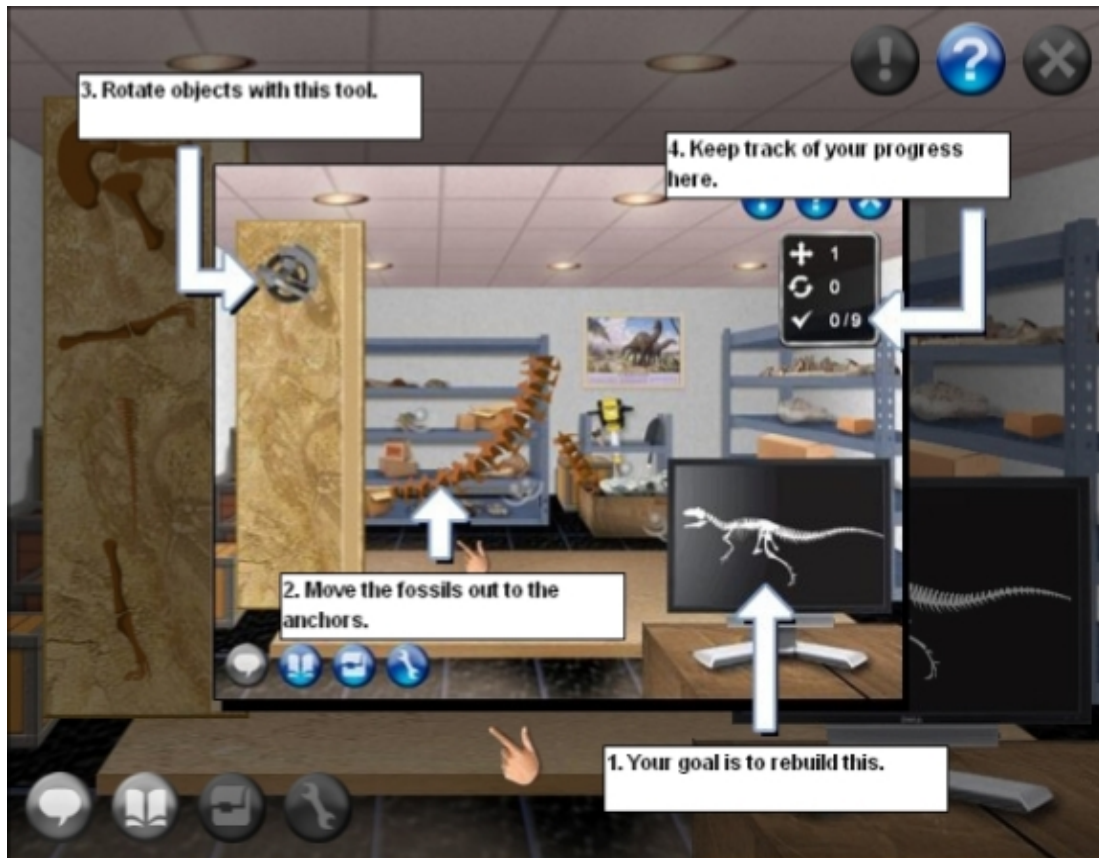 3. Rotate objects with this tool.
4. Keep track of your progress
here.
1
0
0/9
2. Move the fossils out to the
anchors.
1. Your goal is to rebuild this.